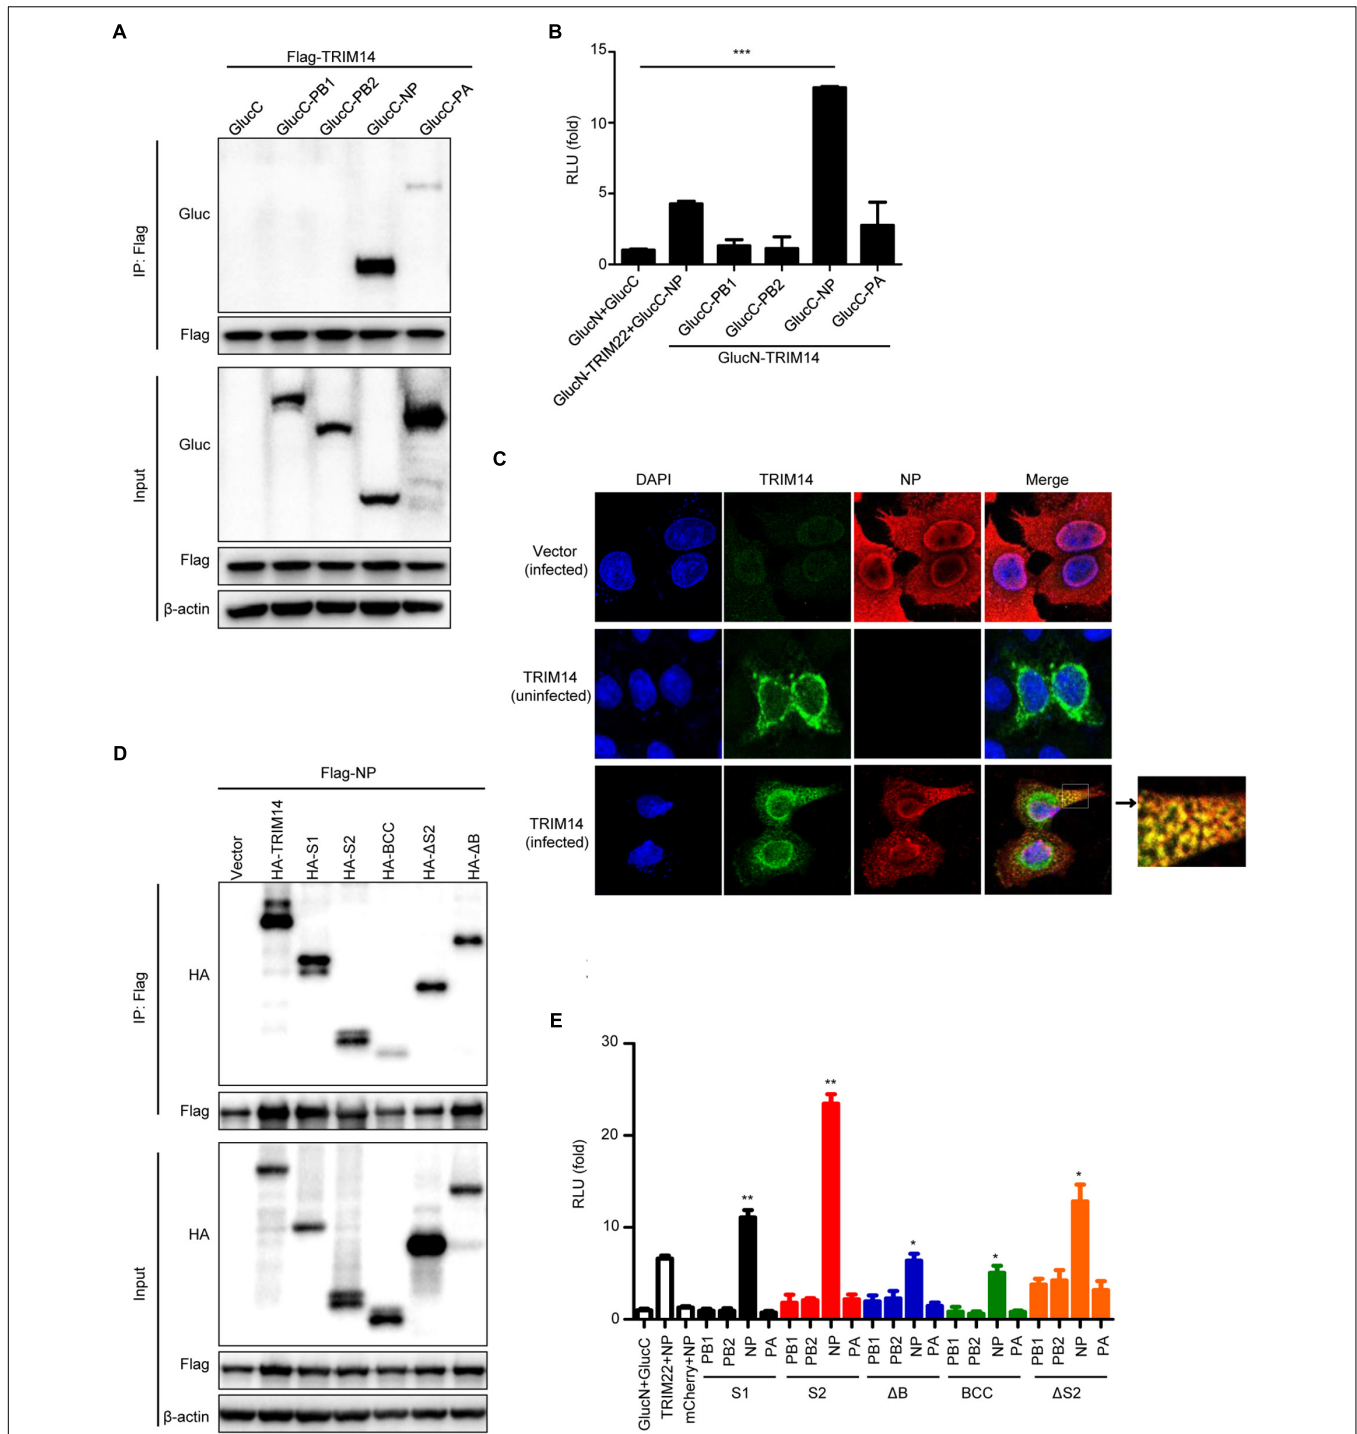 A
Flag-TRIM14
GlucC
GlucC-PB1
GlucC-PB2
GlucC-NP
GlucC-PA
IP: Flag
Gluc
Flag
Input
Gluc
Flag
β-actin
B
***
RLU (fold)
15
10
5
0
GlucN+GlucC
GlucN-TRIM22+GlucC-NP
GlucC-PB1
GlucC-PB2
GlucC-NP
GlucC-PA
GlucN-TRIM14
C
DAPI
TRIM14
NP
Merge
Vector
(infected)
TRIM14
(uninfected)
TRIM14
(infected)
D
Flag-NP
Vector
HA-TRIM14
HA-S1
HA-S2
HA-BCC
HA-ΔS2
HA-ΔB
IP: Flag
HA
Flag
Input
HA
Flag
β-actin
E
RLU (fold)
30
20
10
0
**
**
*
*
*
GlucN+GlucC
TRIM22+NP
mCherry+NP
PB1
PB2
NP
PA
PB1
PB2
NP
PA
PB1
PB2
NP
PA
PB1
PB2
NP
PA
PB1
PB2
NP
PA
S1
S2
ΔB
BCC
ΔS2